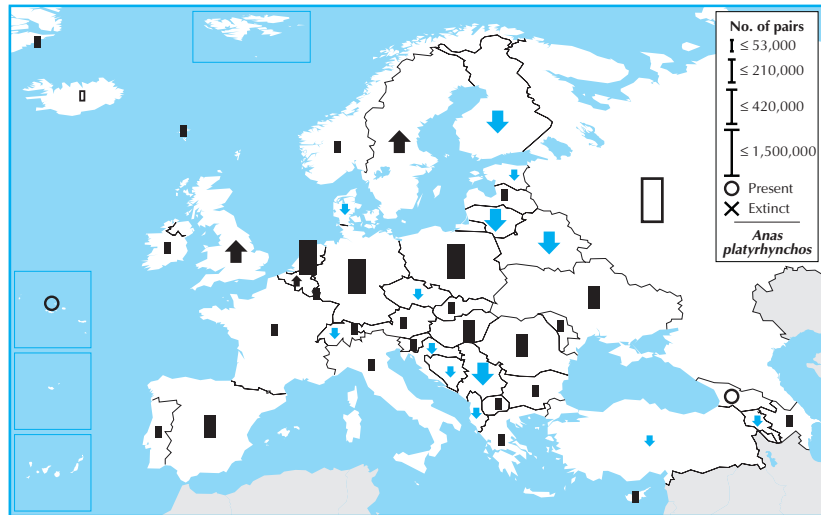 No. of pairs
≤ 53,000
≤ 210,000
≤ 420,000
≤ 1,500,000
Present
Extinct
Anas
platyrhynchos